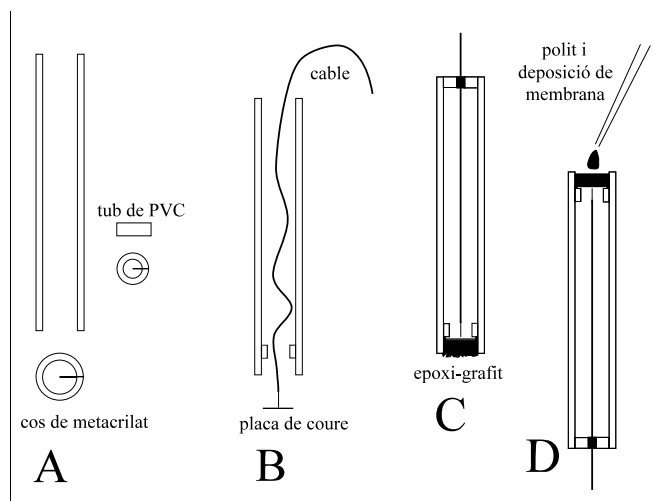 tub de PVC
cos de metacrilat
A
cable
placa de coure
B
epoxi-grafit
C
polit i
deposició de
membrana
D